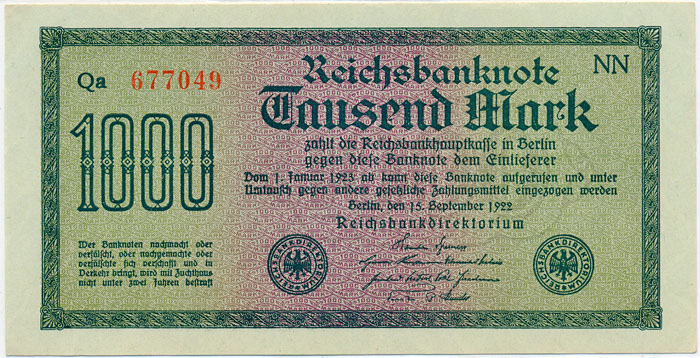 Qa 677049
NN
Reichsbanknote
Tausend Mark
1000
zahlt die Reichsbankhauptkasse in Berlin
gegen diese Banknote dem Einlieferer
Vom 1. Januar 1923 ab kann diese Banknote aufgerufen und unter
Umtausch gegen andere gesetzliche Zahlungsmittel eingezogen werden
Berlin, den 15. September 1922
Reichsbankdirektorium
Wer Banknoten nachmacht oder
verfälscht, oder nachgemachte oder
verfälschte sich verschafft und in
Verkehr bringt, wird mit Zuchthaus
nicht unter zwei Jahren bestraft
REICHSBANKDIREKTORIUM
REICHSBANKDIREKTORIUM